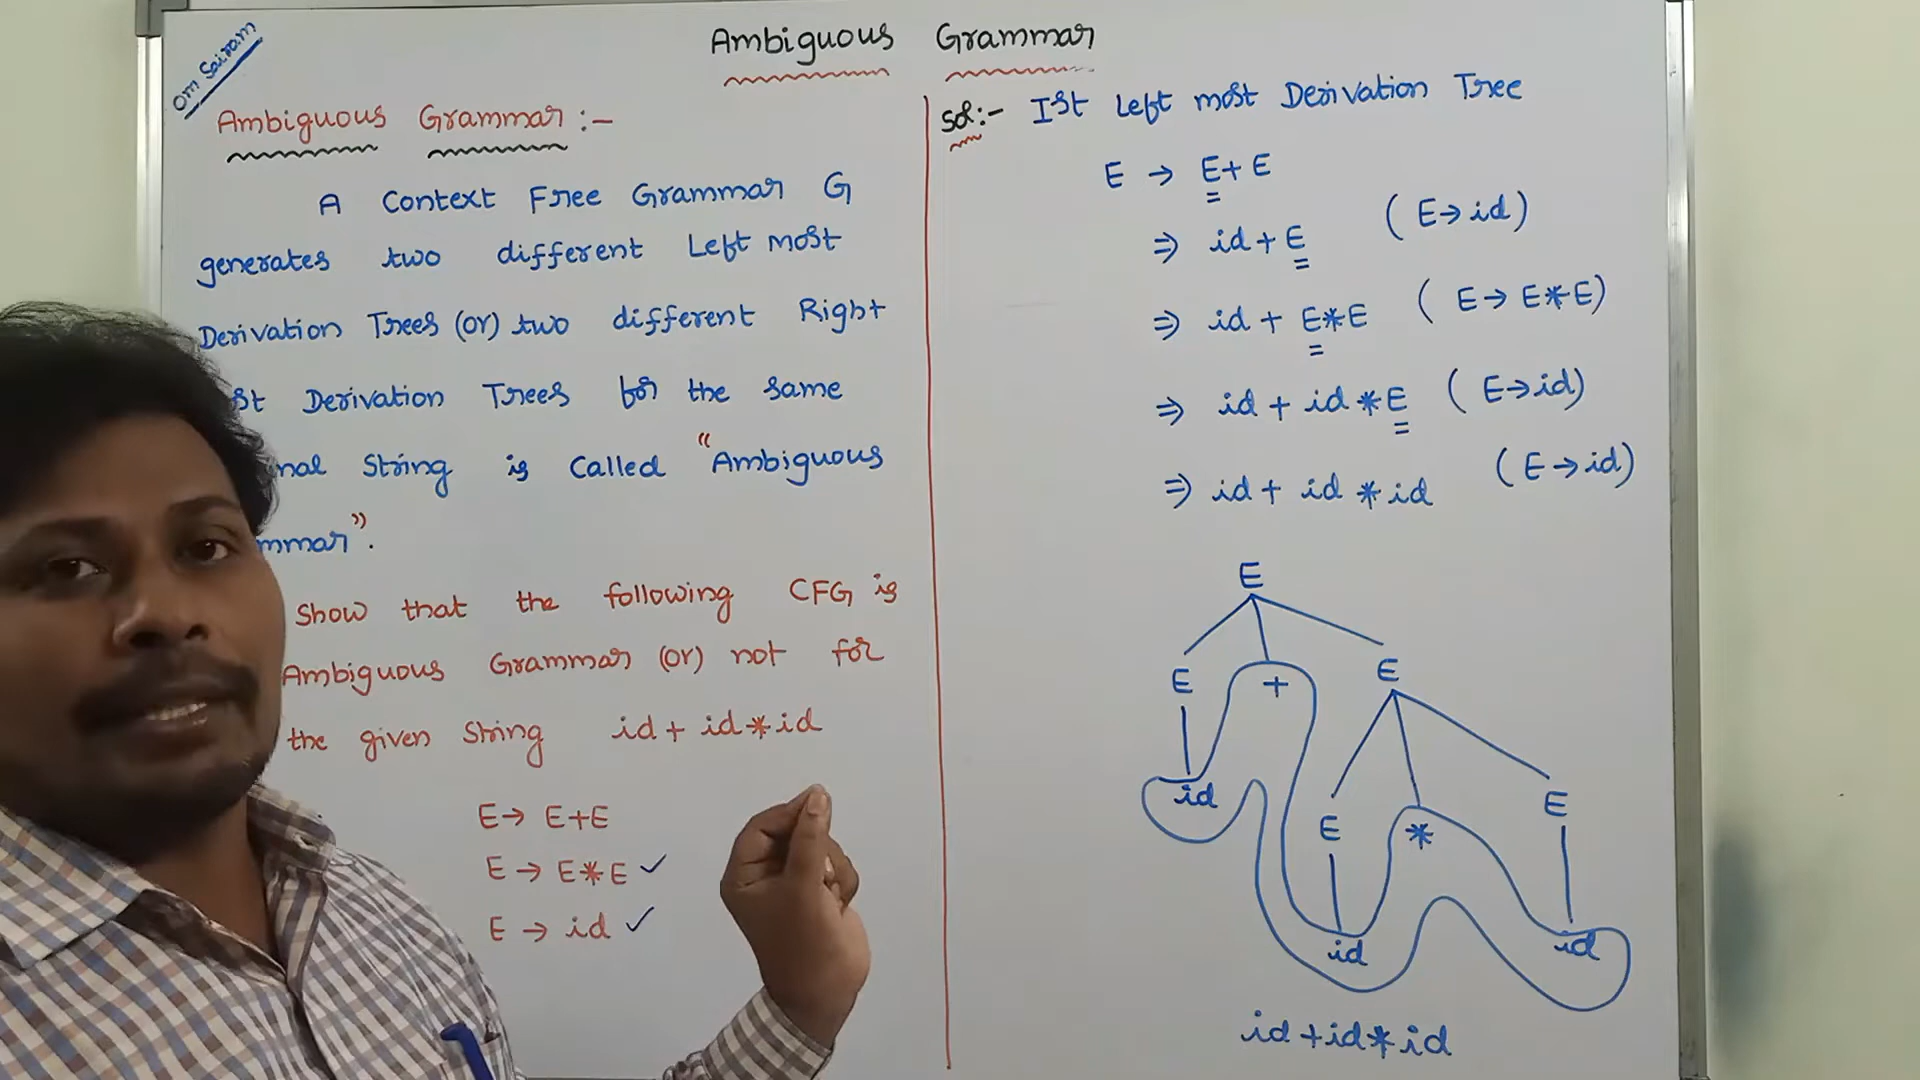 Ambiguous Grammar
Om Sairam
Ambiguous Grammar :-
A Context Free Grammar G
generates two different Left most
Derivation Trees (or) two different Right
st Derivation Trees for the same
nal String is Called "Ambiguous
mmar".
Show that the following CFG is
Ambiguous Grammar (or) not for
the given String id + id * id
E → E+E
E → E*E ✓
E → id ✓
Sol:- Ist Left most Derivation Tree
E → E+E
⇒ id + E (E→id)
⇒ id + E*E (E→E*E)
⇒ id + id * E (E→id)
⇒ id + id * id (E→id)
E
E + E
id E * E
id id
id + id * id